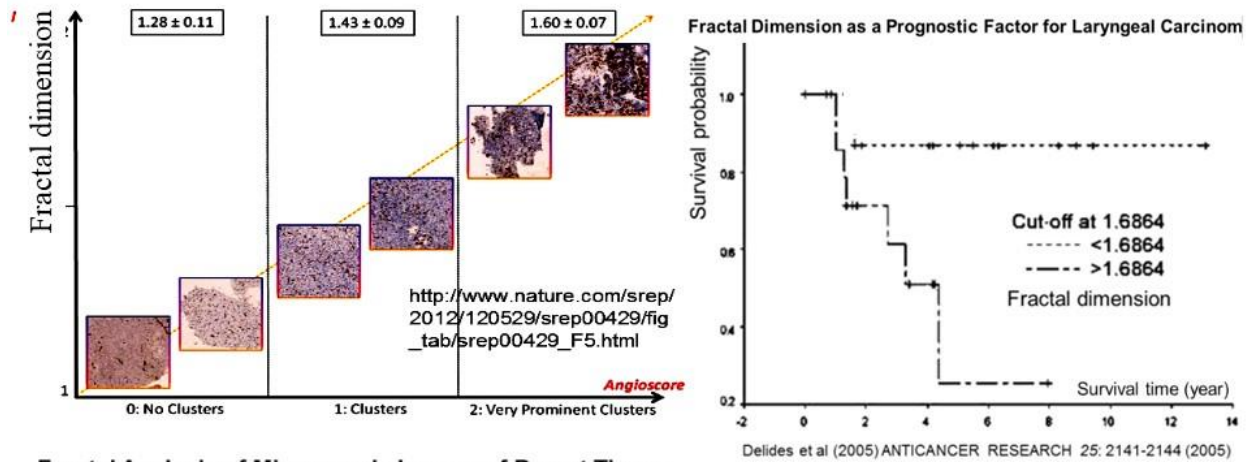 1.28 ± 0.11
1.43 ± 0.09
1.60 ± 0.07
Fractal dimension
1
http://www.nature.com/srep/
2012/120529/srep00429/fig
_tab/srep00429_F5.html
Angioscore
0: No Clusters
1: Clusters
2: Very Prominent Clusters
Fractal Dimension as a Prognostic Factor for Laryngeal Carcinom
Survival probability
1.0
0.8
0.6
0.4
0.2
Cut-off at 1.6864
<1.6864
>1.6864
Fractal dimension
Survival time (year)
-2 0 2 4 6 8 10 12 14
Delides et al (2005) ANTICANCER RESEARCH 25: 2141-2144 (2005)